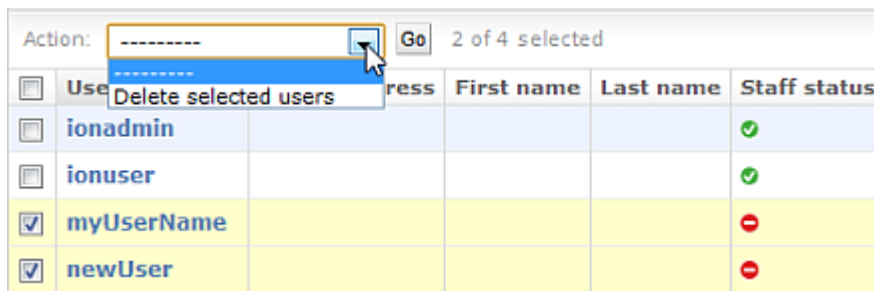 Action: --------- Go 2 of 4 selected
---------
Use ress First name Last name Staff status
Delete selected users
ionadmin
ionuser
myUserName
newUser